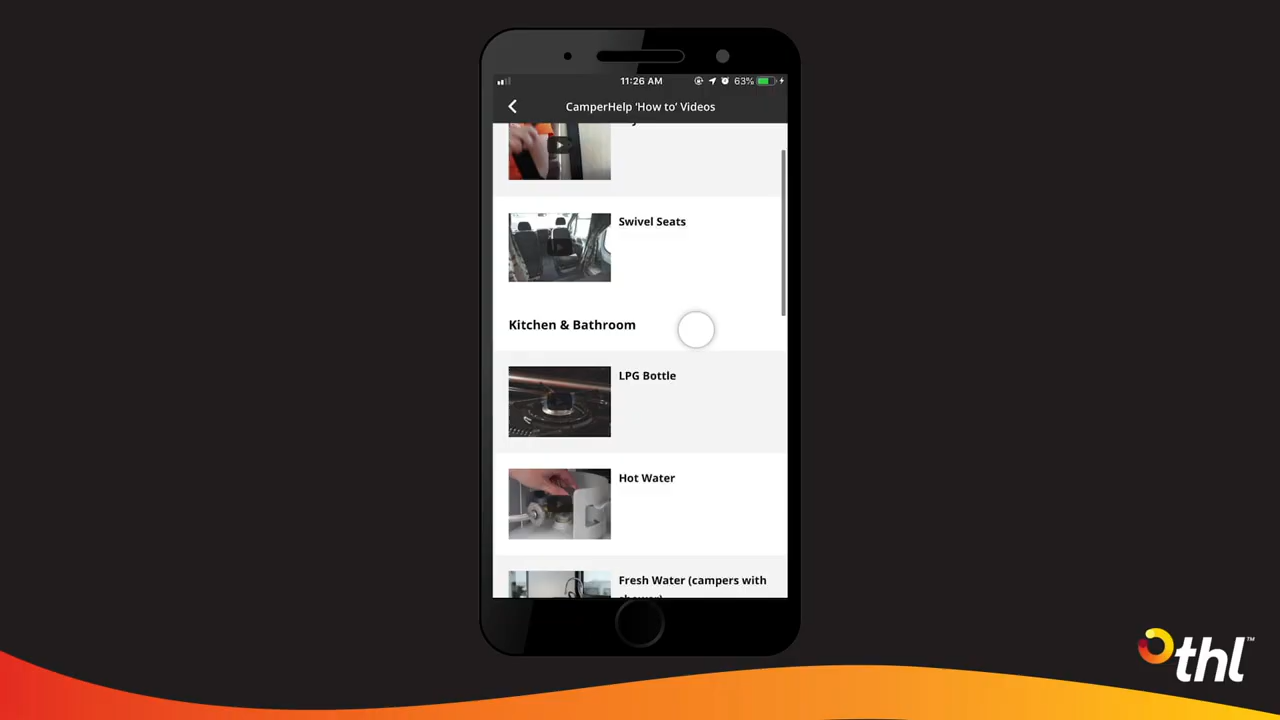 11:26 AM
63%
CamperHelp ‘How to’ Videos
Swivel Seats
Kitchen & Bathroom
LPG Bottle
Hot Water
Fresh Water (campers with
thl™